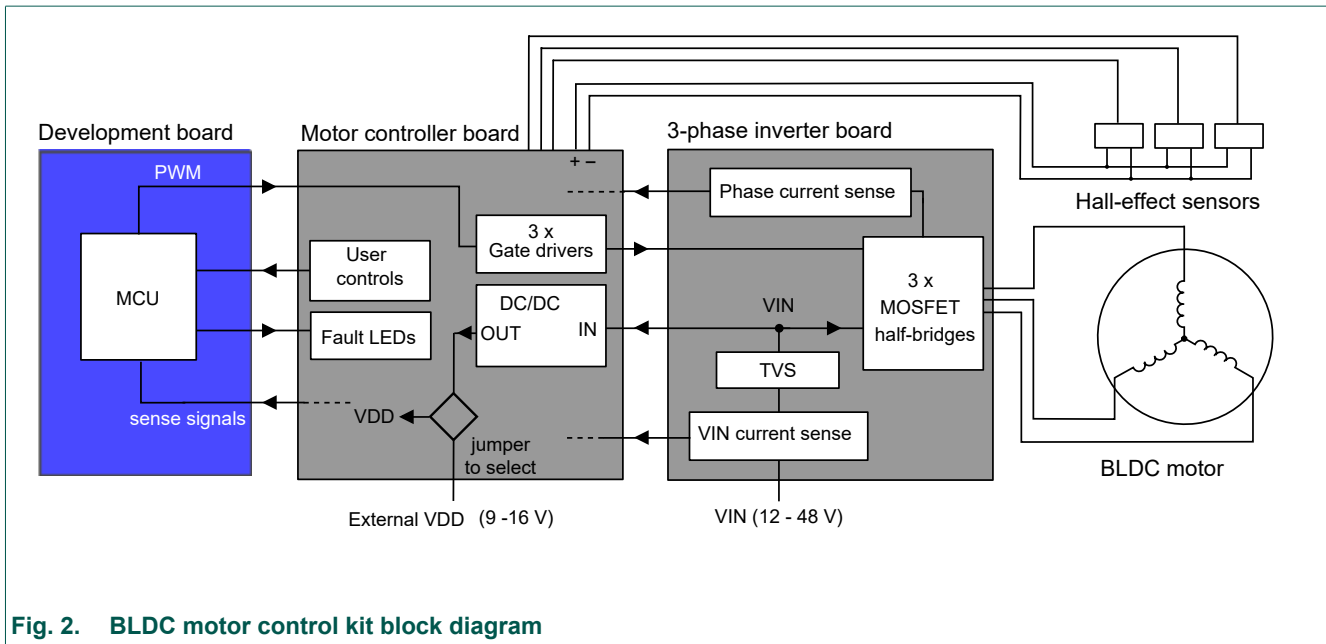 Development board
Motor controller board
3-phase inverter board
+ –
PWM
Phase current sense
Hall-effect sensors
3 x
Gate drivers
User
controls
MCU
DC/DC
OUT
IN
VIN
3 x
MOSFET
half-bridges
Fault LEDs
TVS
sense signals
VDD
VIN current sense
jumper
to select
BLDC motor
External VDD (9 -16 V)
VIN (12 - 48 V)
Fig. 2. BLDC motor control kit block diagram